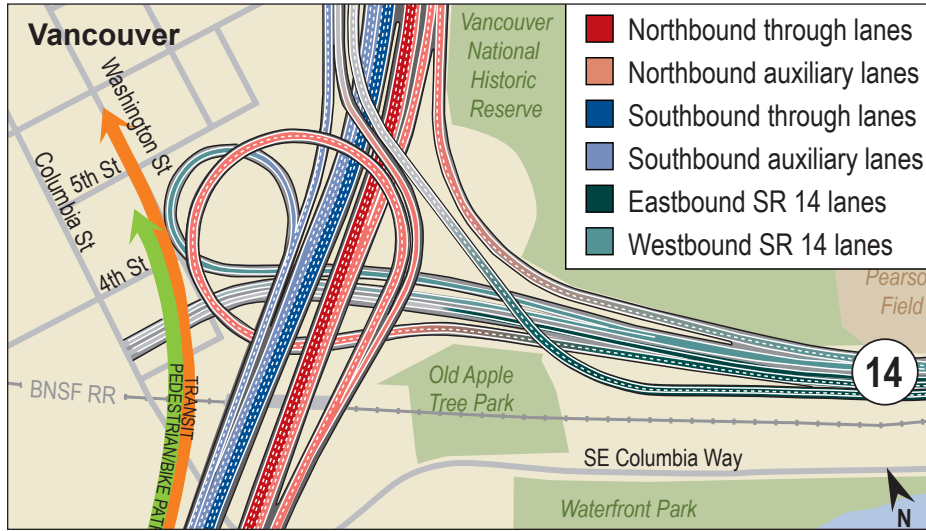 Vancouver
Washington St
5th St
Columbia St
4th St
BNSF RR
TRANSIT
PEDESTRIAN/BIKE PATH
Vancouver
National
Historic
Reserve
Northbound through lanes
Northbound auxiliary lanes
Southbound through lanes
Southbound auxiliary lanes
Eastbound SR 14 lanes
Westbound SR 14 lanes
Pearso
Field
14
Old Apple
Tree Park
SE Columbia Way
Waterfront Park
N